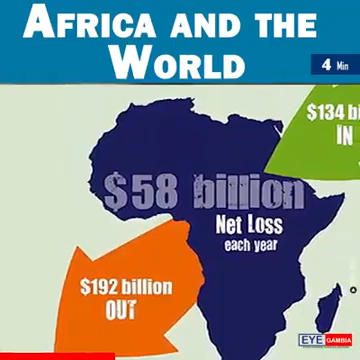 AFRICA AND THE
WORLD
4 Min
$134 bi
IN
$58 billion
Net Loss
each year
$192 billion
OUT
EYE GAMBIA